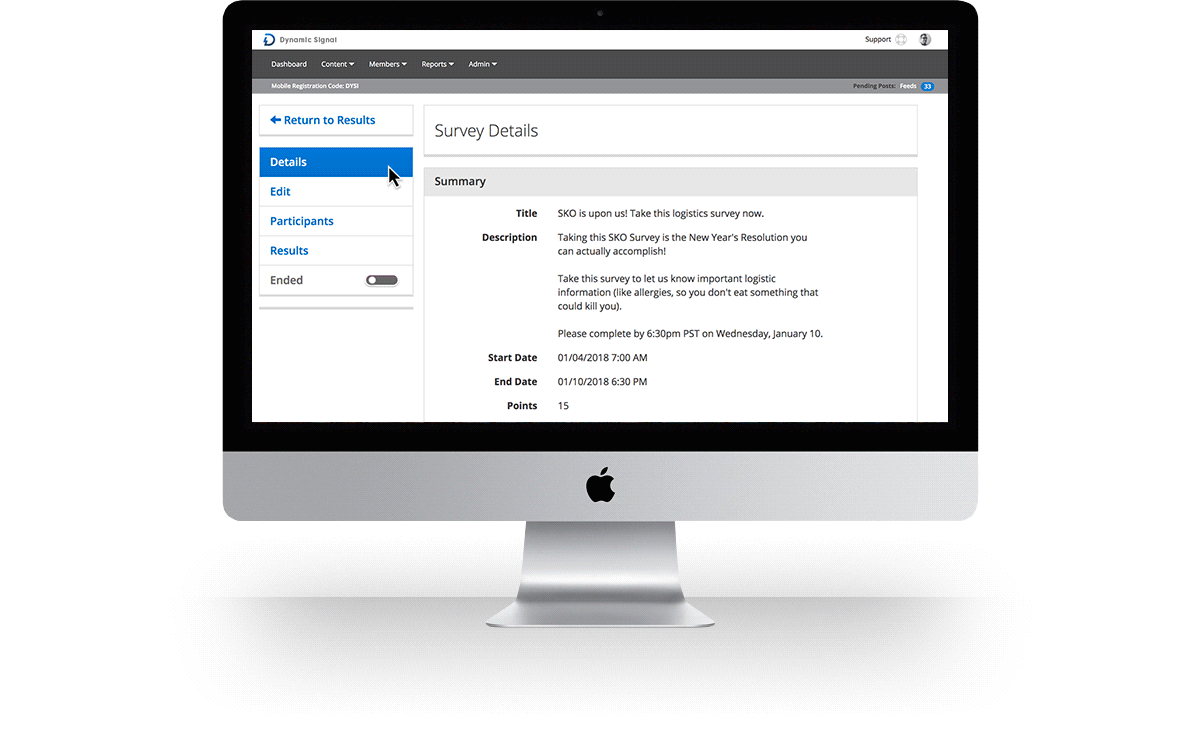 Dynamic Signal
Support
Dashboard Content Members Reports Admin
Mobile Registration Code: DYSI
Pending Posts: Feeds 33
Return to Results
Details
Edit
Participants
Results
Ended
Survey Details
Summary
Title SKO is upon us! Take this logistics survey now.
Description Taking this SKO Survey is the New Year's Resolution you
can actually accomplish!
Take this survey to let us know important logistic
information (like allergies, so you don't eat something that
could kill you).
Please complete by 6:30pm PST on Wednesday, January 10.
Start Date 01/04/2018 7:00 AM
End Date 01/10/2018 6:30 PM
Points 15